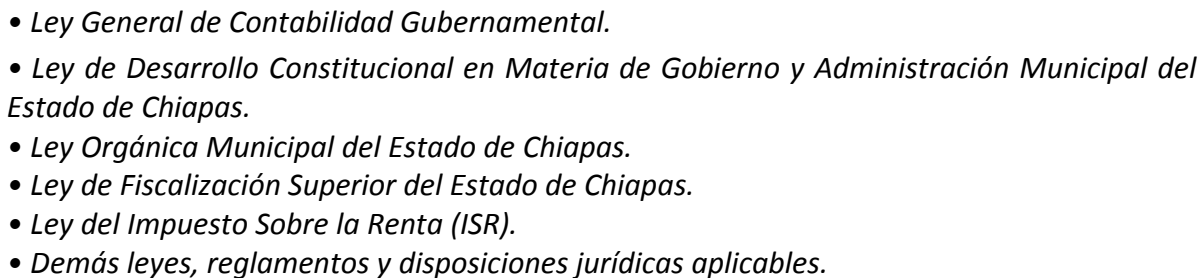 • Ley General de Contabilidad Gubernamental.
• Ley de Desarrollo Constitucional en Materia de Gobierno y Administración Municipal del
Estado de Chiapas.
• Ley Orgánica Municipal del Estado de Chiapas.
• Ley de Fiscalización Superior del Estado de Chiapas.
• Ley del Impuesto Sobre la Renta (ISR).
• Demás leyes, reglamentos y disposiciones jurídicas aplicables.